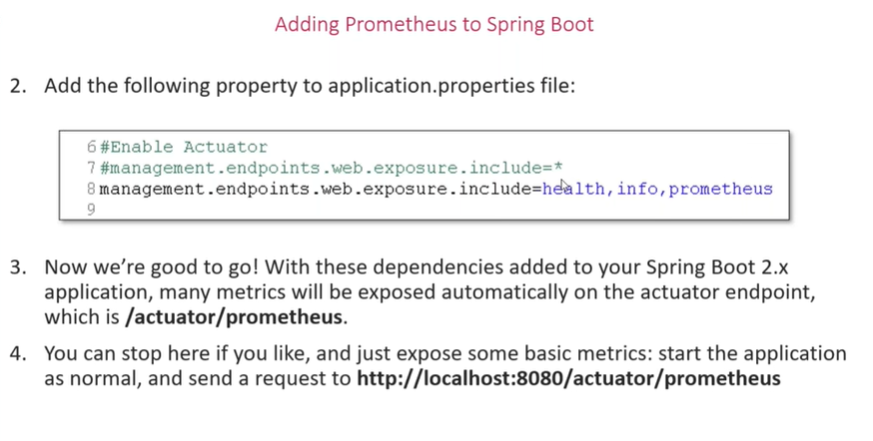 Adding Prometheus to Spring Boot
2. Add the following property to application.properties file:
6 #Enable Actuator
7 #management.endpoints.web.exposure.include=*
8 management.endpoints.web.exposure.include=health,info,prometheus
9
3. Now we’re good to go! With these dependencies added to your Spring Boot 2.x
application, many metrics will be exposed automatically on the actuator endpoint,
which is /actuator/prometheus.
4. You can stop here if you like, and just expose some basic metrics: start the application
as normal, and send a request to http://localhost:8080/actuator/prometheus